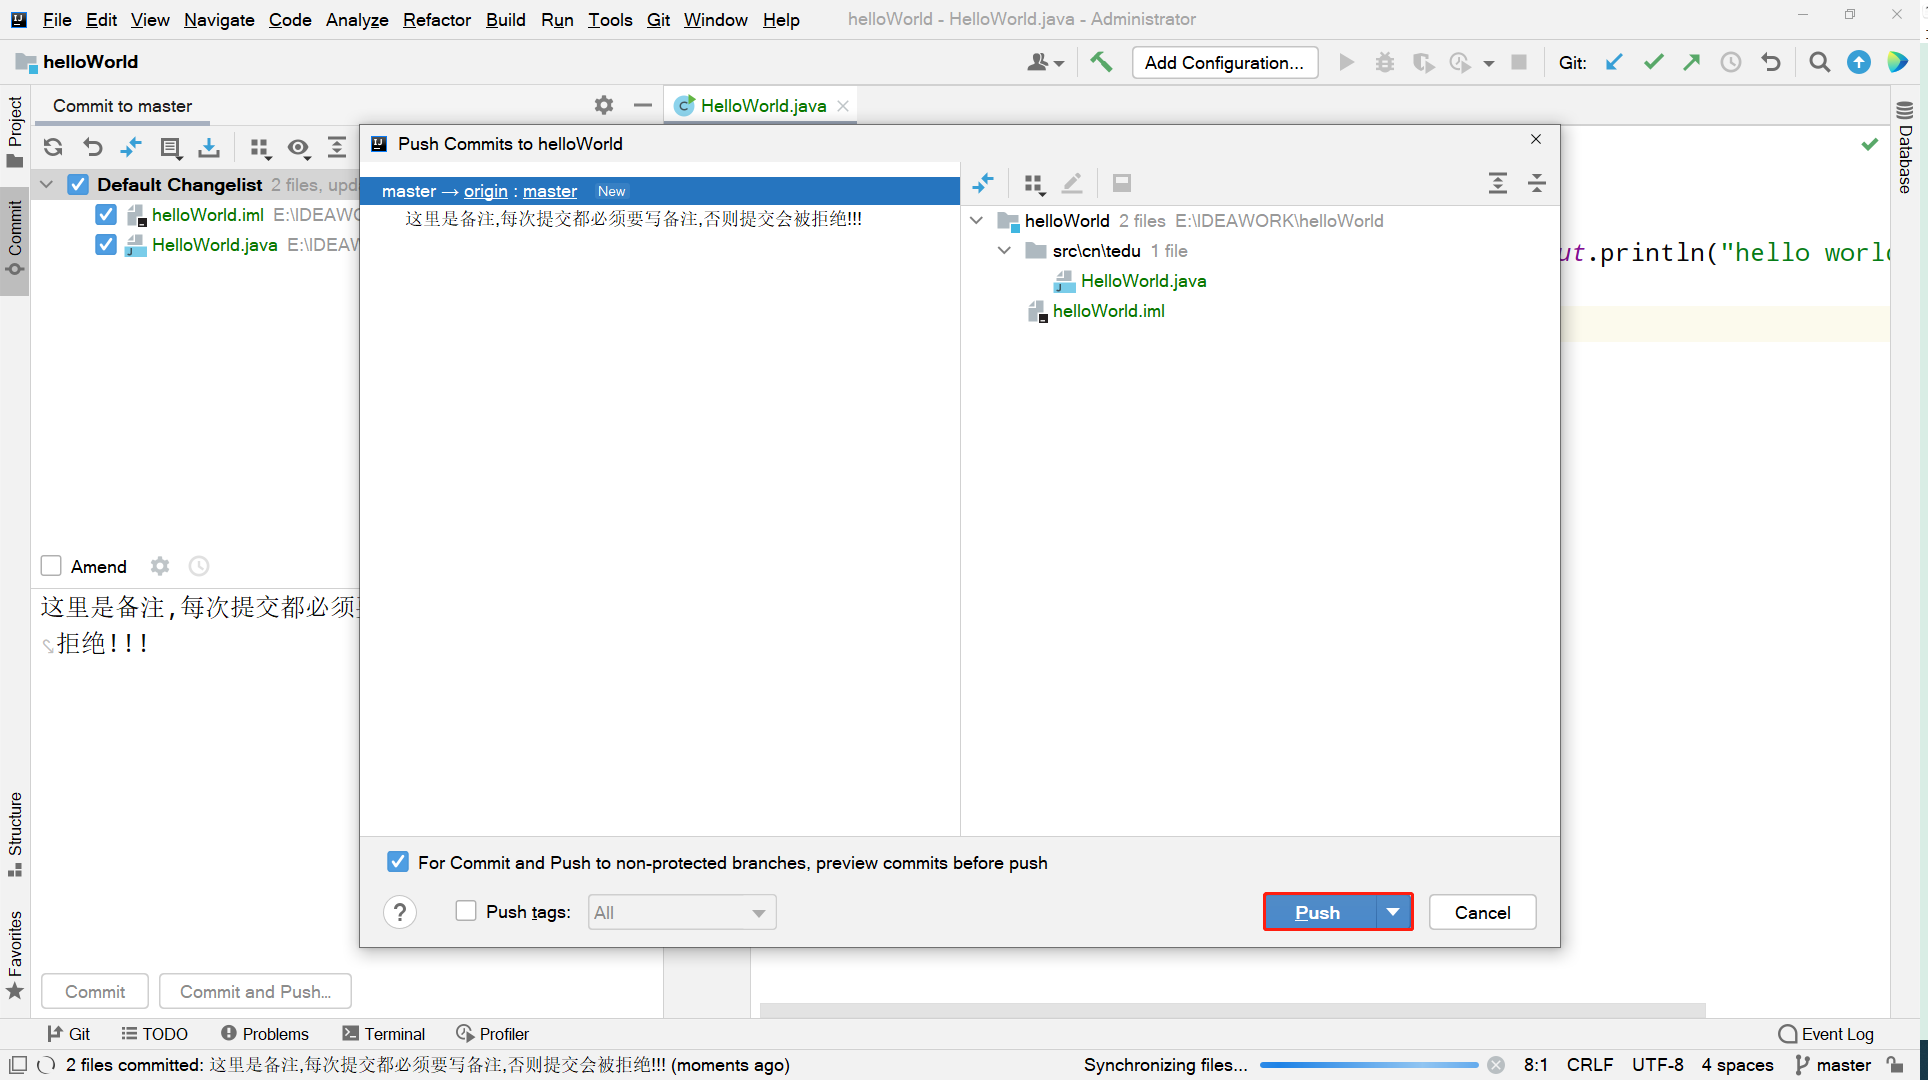 File Edit View Navigate Code Analyze Refactor Build Run Tools Git Window Help helloWorld - HelloWorld.java - Administrator
helloWorld Add Configuration... Git:
Commit to master HelloWorld.java
Project
Commit
Structure
Favorites
Database
Default Changelist 2 files, upd
helloWorld.iml E:\IDEAWO
HelloWorld.java E:\IDEAW
Amend
这里是备注,每次提交都必须
拒绝!!!
Commit Commit and Push...
Push Commits to helloWorld
master → origin : master New
这里是备注,每次提交都必须要写备注,否则提交会被拒绝!!!
helloWorld 2 files E:\IDEAWORK\helloWorld
src\cn\tedu 1 file
HelloWorld.java
helloWorld.iml
ut.println("hello world
For Commit and Push to non-protected branches, preview commits before push
? Push tags: All Push Cancel
Git TODO Problems Terminal Profiler Event Log
2 files committed: 这里是备注,每次提交都必须要写备注,否则提交会被拒绝!!! (moments ago) Synchronizing files... 8:1 CRLF UTF-8 4 spaces master